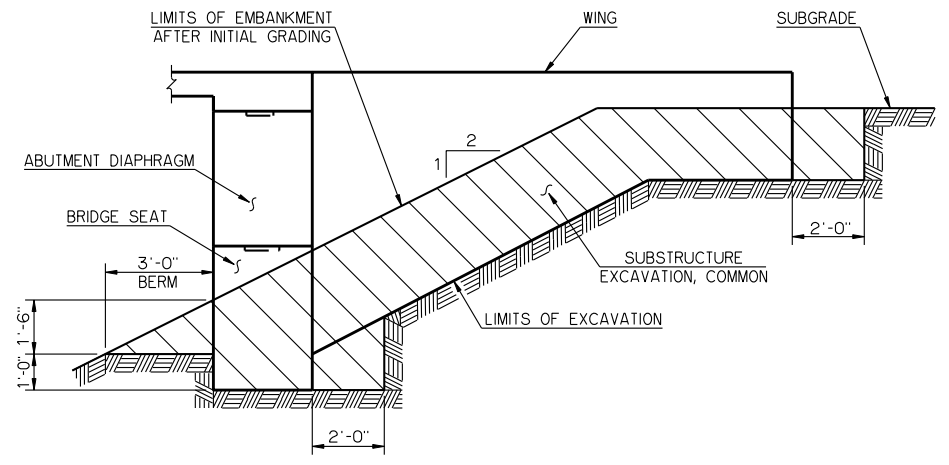 LIMITS OF EMBANKMENT
AFTER INITIAL GRADING
WING
SUBGRADE
2
1
ABUTMENT DIAPHRAGM
BRIDGE SEAT
2'-0"
3'-0"
BERM
SUBSTRUCTURE
EXCAVATION, COMMON
1'-6"
LIMITS OF EXCAVATION
1'-0"
2'-0"